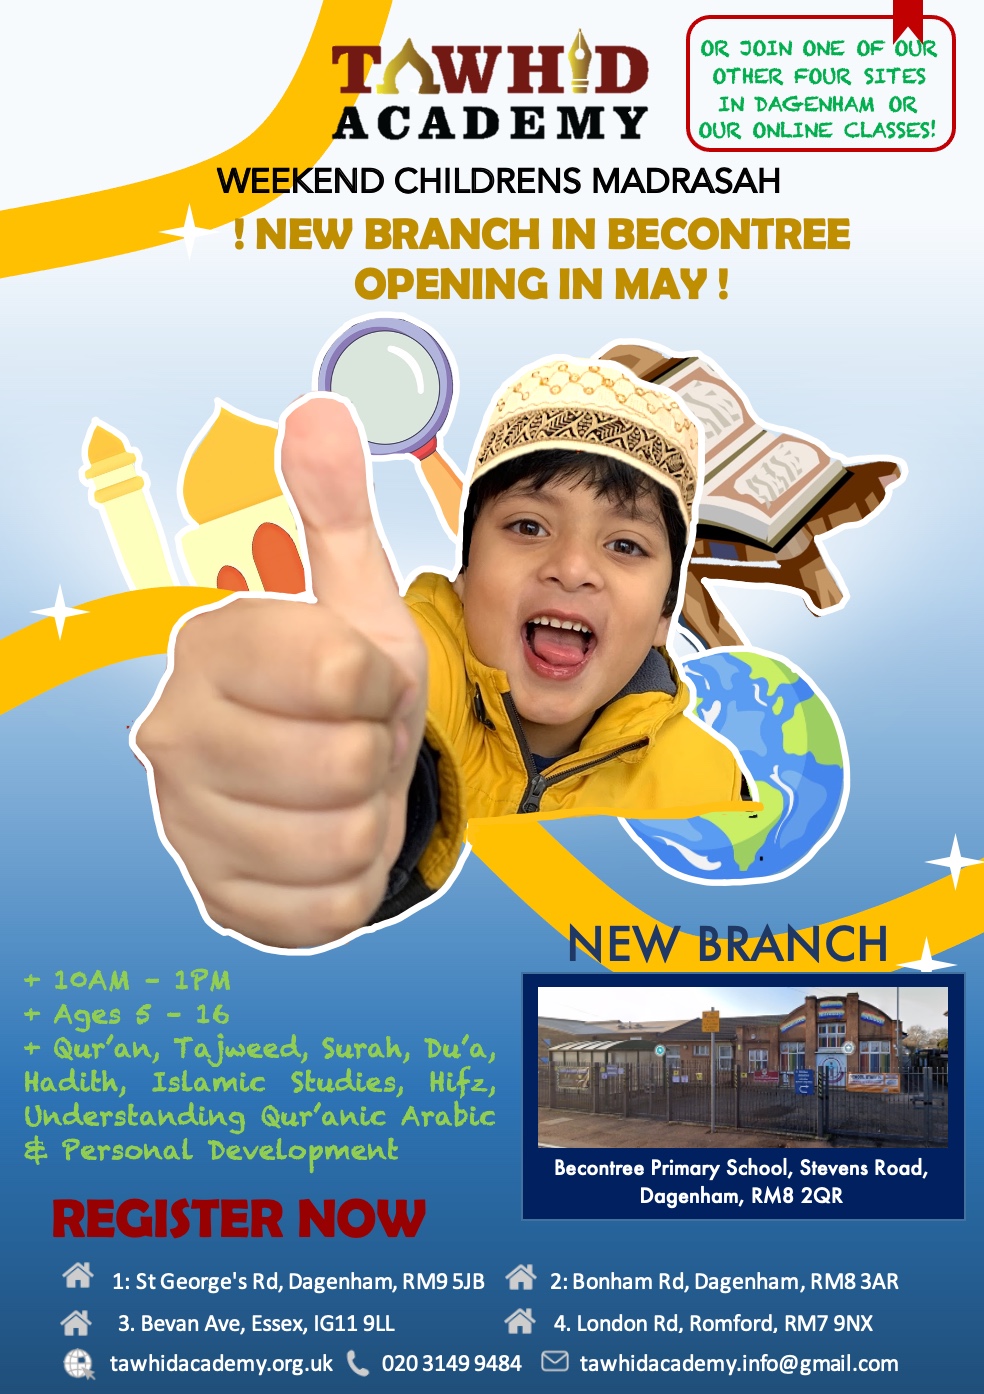 TAWHID
ACADEMY
OR JOIN ONE OF OUR
OTHER FOUR SITES
IN DAGENHAM OR
OUR ONLINE CLASSES!
WEEKEND CHILDRENS MADRASAH
! NEW BRANCH IN BECONTREE
OPENING IN MAY !
NEW BRANCH
+ 10AM - 1PM
+ Ages 5 - 16
+ Qur'an, Tajweed, Surah, Du'a,
Hadith, Islamic Studies, Hifz,
Understanding Qur'anic Arabic
& Personal Development
Becontree Primary School, Stevens Road,
Dagenham, RM8 2QR
REGISTER NOW
1: St George's Rd, Dagenham, RM9 5JB
2: Bonham Rd, Dagenham, RM8 3AR
3. Bevan Ave, Essex, IG11 9LL
4. London Rd, Romford, RM7 9NX
tawhidacademy.org.uk
020 3149 9484
tawhidacademy.info@gmail.com